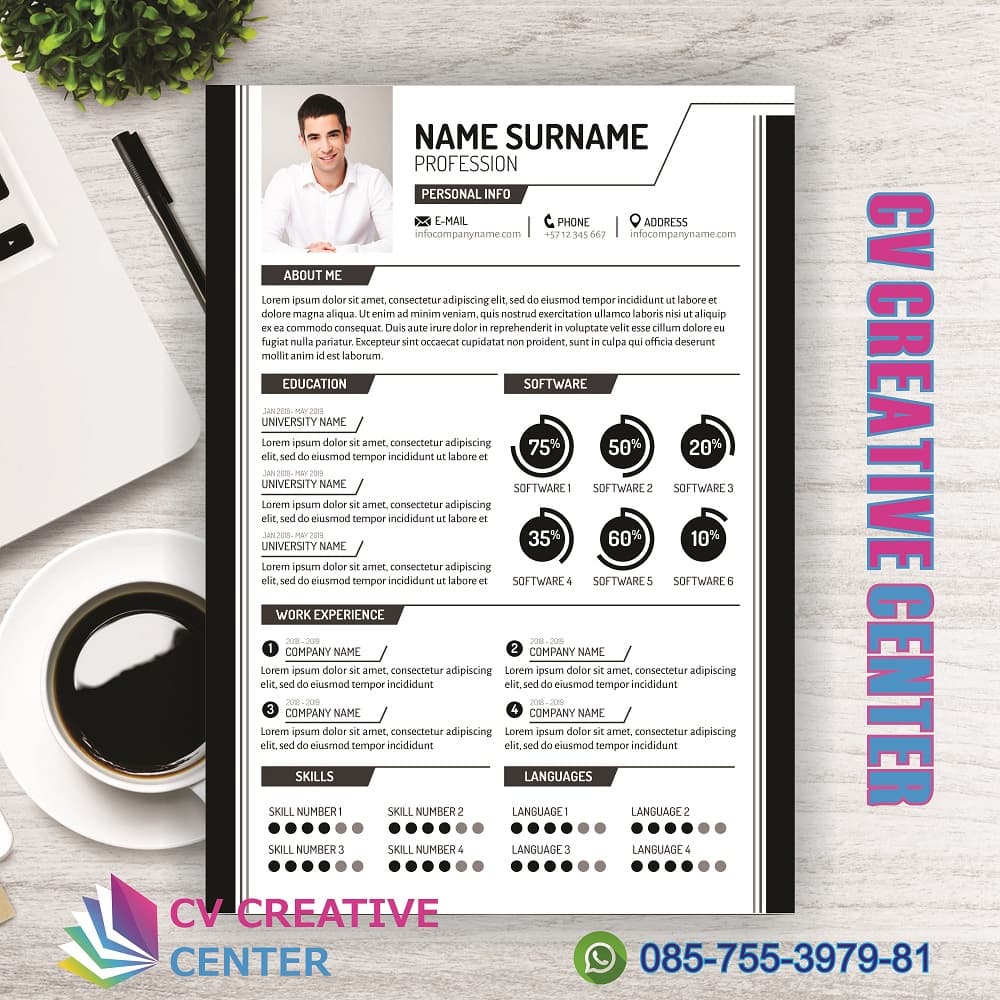 NAME SURNAME
PROFESSION
PERSONAL INFO
E-MAIL
infocompanyname.com
PHONE
+57 12 345 667
ADDRESS
infocompanyname.com
ABOUT ME
Lorem ipsum dolor sit amet, consectetur adipiscing elit, sed do eiusmod tempor incididunt ut labore et
dolore magna aliqua. Ut enim ad minim veniam, quis nostrud exercitation ullamco laboris nisi ut aliquip
ex ea commodo consequat. Duis aute irure dolor in reprehenderit in voluptate velit esse cillum dolore eu
fugiat nulla pariatur. Excepteur sint occaecat cupidatat non proident, sunt in culpa qui officia deserunt
mollit anim id est laborum.
EDUCATION
JAN 2018 - MAY 2019
UNIVERSITY NAME
Lorem ipsum dolor sit amet, consectetur adipiscing
elit, sed do eiusmod tempor incididunt ut labore et
JAN 2018 - MAY 2019
UNIVERSITY NAME
Lorem ipsum dolor sit amet, consectetur adipiscing
elit, sed do eiusmod tempor incididunt ut labore et
JAN 2018 - MAY 2019
UNIVERSITY NAME
Lorem ipsum dolor sit amet, consectetur adipiscing
elit, sed do eiusmod tempor incididunt ut labore et
SOFTWARE
75% 50% 20%
SOFTWARE 1 SOFTWARE 2 SOFTWARE 3
35% 60% 10%
SOFTWARE 4 SOFTWARE 5 SOFTWARE 6
WORK EXPERIENCE
1
2018 - 2019
COMPANY NAME
Lorem ipsum dolor sit amet, consectetur adipiscing
elit, sed do eiusmod tempor incididunt
2
2018 - 2019
COMPANY NAME
Lorem ipsum dolor sit amet, consectetur adipiscing
elit, sed do eiusmod tempor incididunt
3
2018 - 2019
COMPANY NAME
Lorem ipsum dolor sit amet, consectetur adipiscing
elit, sed do eiusmod tempor incididunt
4
2018 - 2019
COMPANY NAME
Lorem ipsum dolor sit amet, consectetur adipiscing
elit, sed do eiusmod tempor incididunt
SKILLS
SKILL NUMBER 1 SKILL NUMBER 2
SKILL NUMBER 3 SKILL NUMBER 4
LANGUAGES
LANGUAGE 1 LANGUAGE 2
LANGUAGE 3 LANGUAGE 4
CV CREATIVE CENTER
CV CREATIVE
CENTER
085-755-3979-81